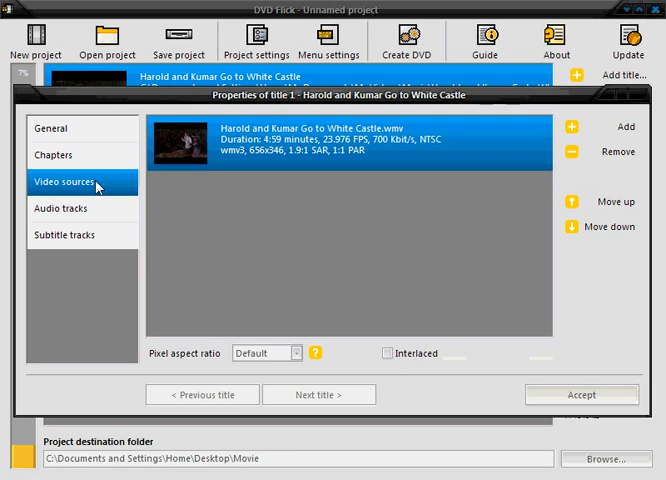 DVD Flick - Unnamed project
New project
Open project
Save project
Project settings
Menu settings
Create DVD
Guide
About
Update
7%
Harold and Kumar Go to White Castle
Add title...
Properties of title 1 - Harold and Kumar Go to White Castle
General
Chapters
Video sources
Audio tracks
Subtitle tracks
Harold and Kumar Go to White Castle.wmv
Duration: 4:59 minutes, 23.976 FPS, 700 Kbit/s, NTSC
wmv3, 656x346, 1.9:1 SAR, 1:1 PAR
Add
Remove
Move up
Move down
Pixel aspect ratio
Default
?
Interlaced
< Previous title
Next title >
Accept
Project destination folder
C:\Documents and Settings\Home\Desktop\Movie
Browse...